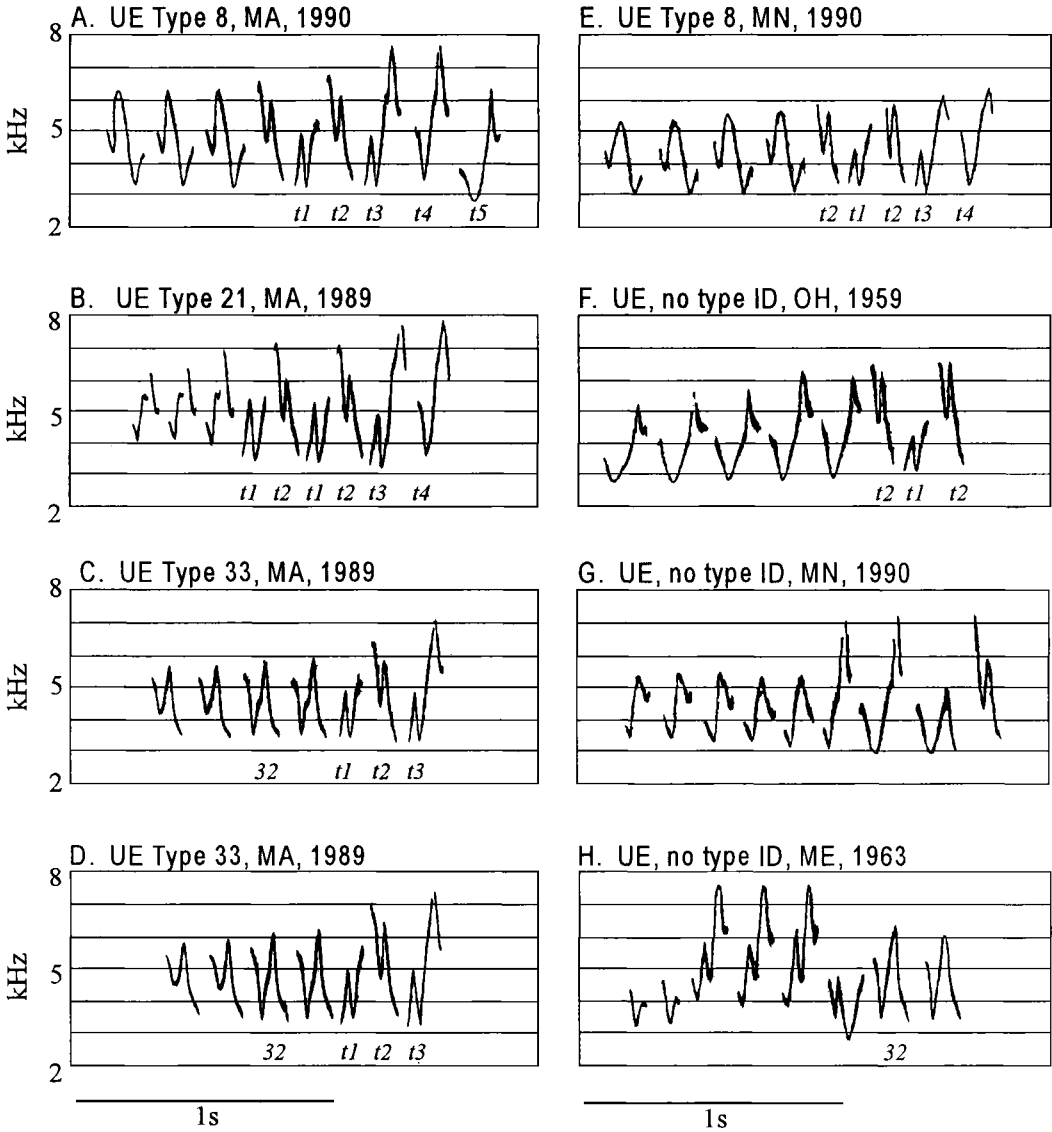 A. UE Type 8, MA, 1990
8
kHz
5
2
t1 t2 t3 t4 t5
E. UE Type 8, MN, 1990
t2 t1 t2 t3 t4
B. UE Type 21, MA, 1989
8
kHz
5
2
t1 t2 t1 t2 t3 t4
F. UE, no type ID, OH, 1959
t2 t1 t2
C. UE Type 33, MA, 1989
8
kHz
5
2
32 t1 t2 t3
G. UE, no type ID, MN, 1990
D. UE Type 33, MA, 1989
8
kHz
5
2
32 t1 t2 t3
H. UE, no type ID, ME, 1963
32
1s
1s